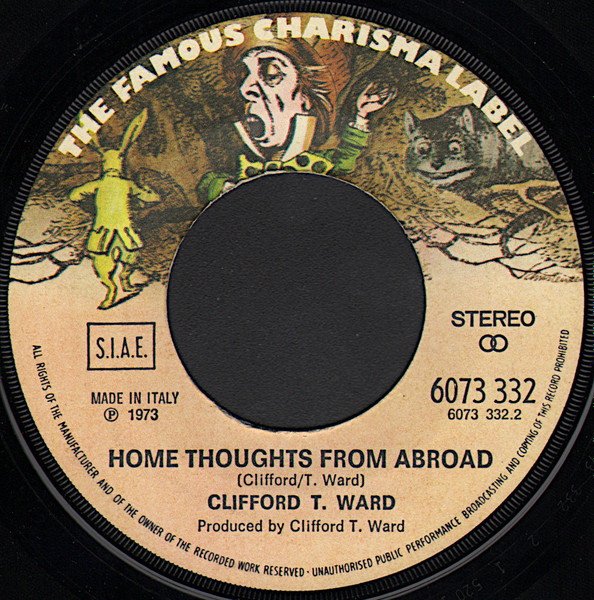 THE FAMOUS CHARISMA LABEL
S.I.A.E.
MADE IN ITALY
Ⓟ 1973
STEREO
6073 332
6073 332.2
HOME THOUGHTS FROM ABROAD
(Clifford/T. Ward)
CLIFFORD T. WARD
Produced by Clifford T. Ward
ALL RIGHTS OF THE MANUFACTURER AND OF THE OWNER OF THE RECORDED WORK RESERVED · UNAUTHORISED PUBLIC PERFORMANCE BROADCASTING AND COPYING OF THIS RECORD PROHIBITED